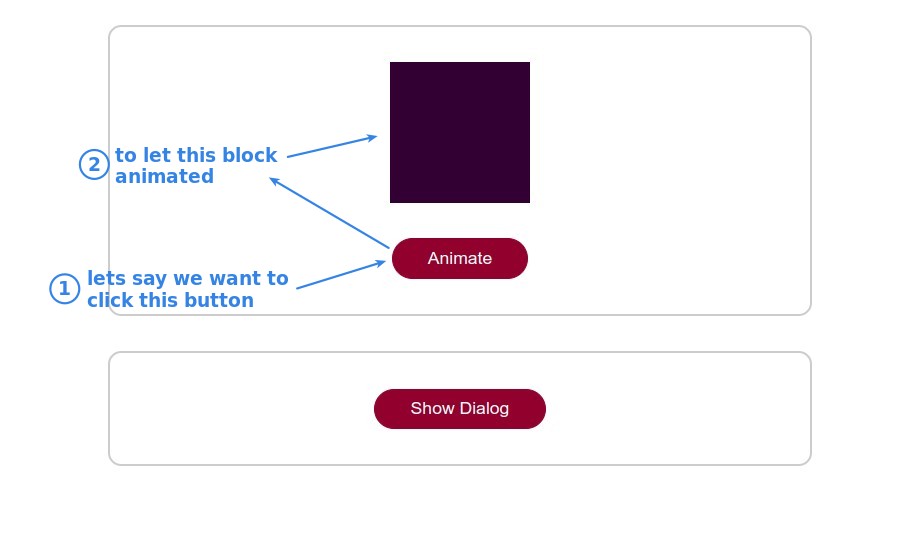 2 to let this block
animated
Animate
1 lets say we want to
click this button
Show Dialog